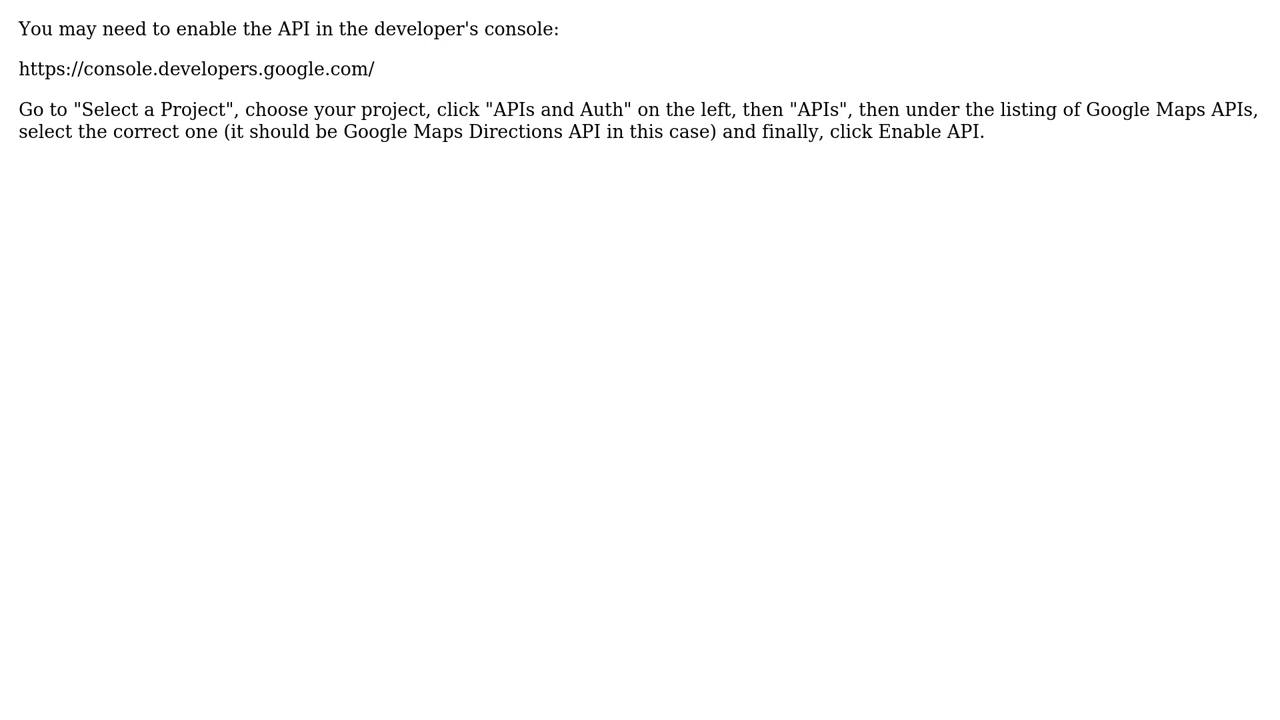 You may need to enable the API in the developer's console:
https://console.developers.google.com/
Go to "Select a Project", choose your project, click "APIs and Auth" on the left, then "APIs", then under the listing of Google Maps APIs,
select the correct one (it should be Google Maps Directions API in this case) and finally, click Enable API.